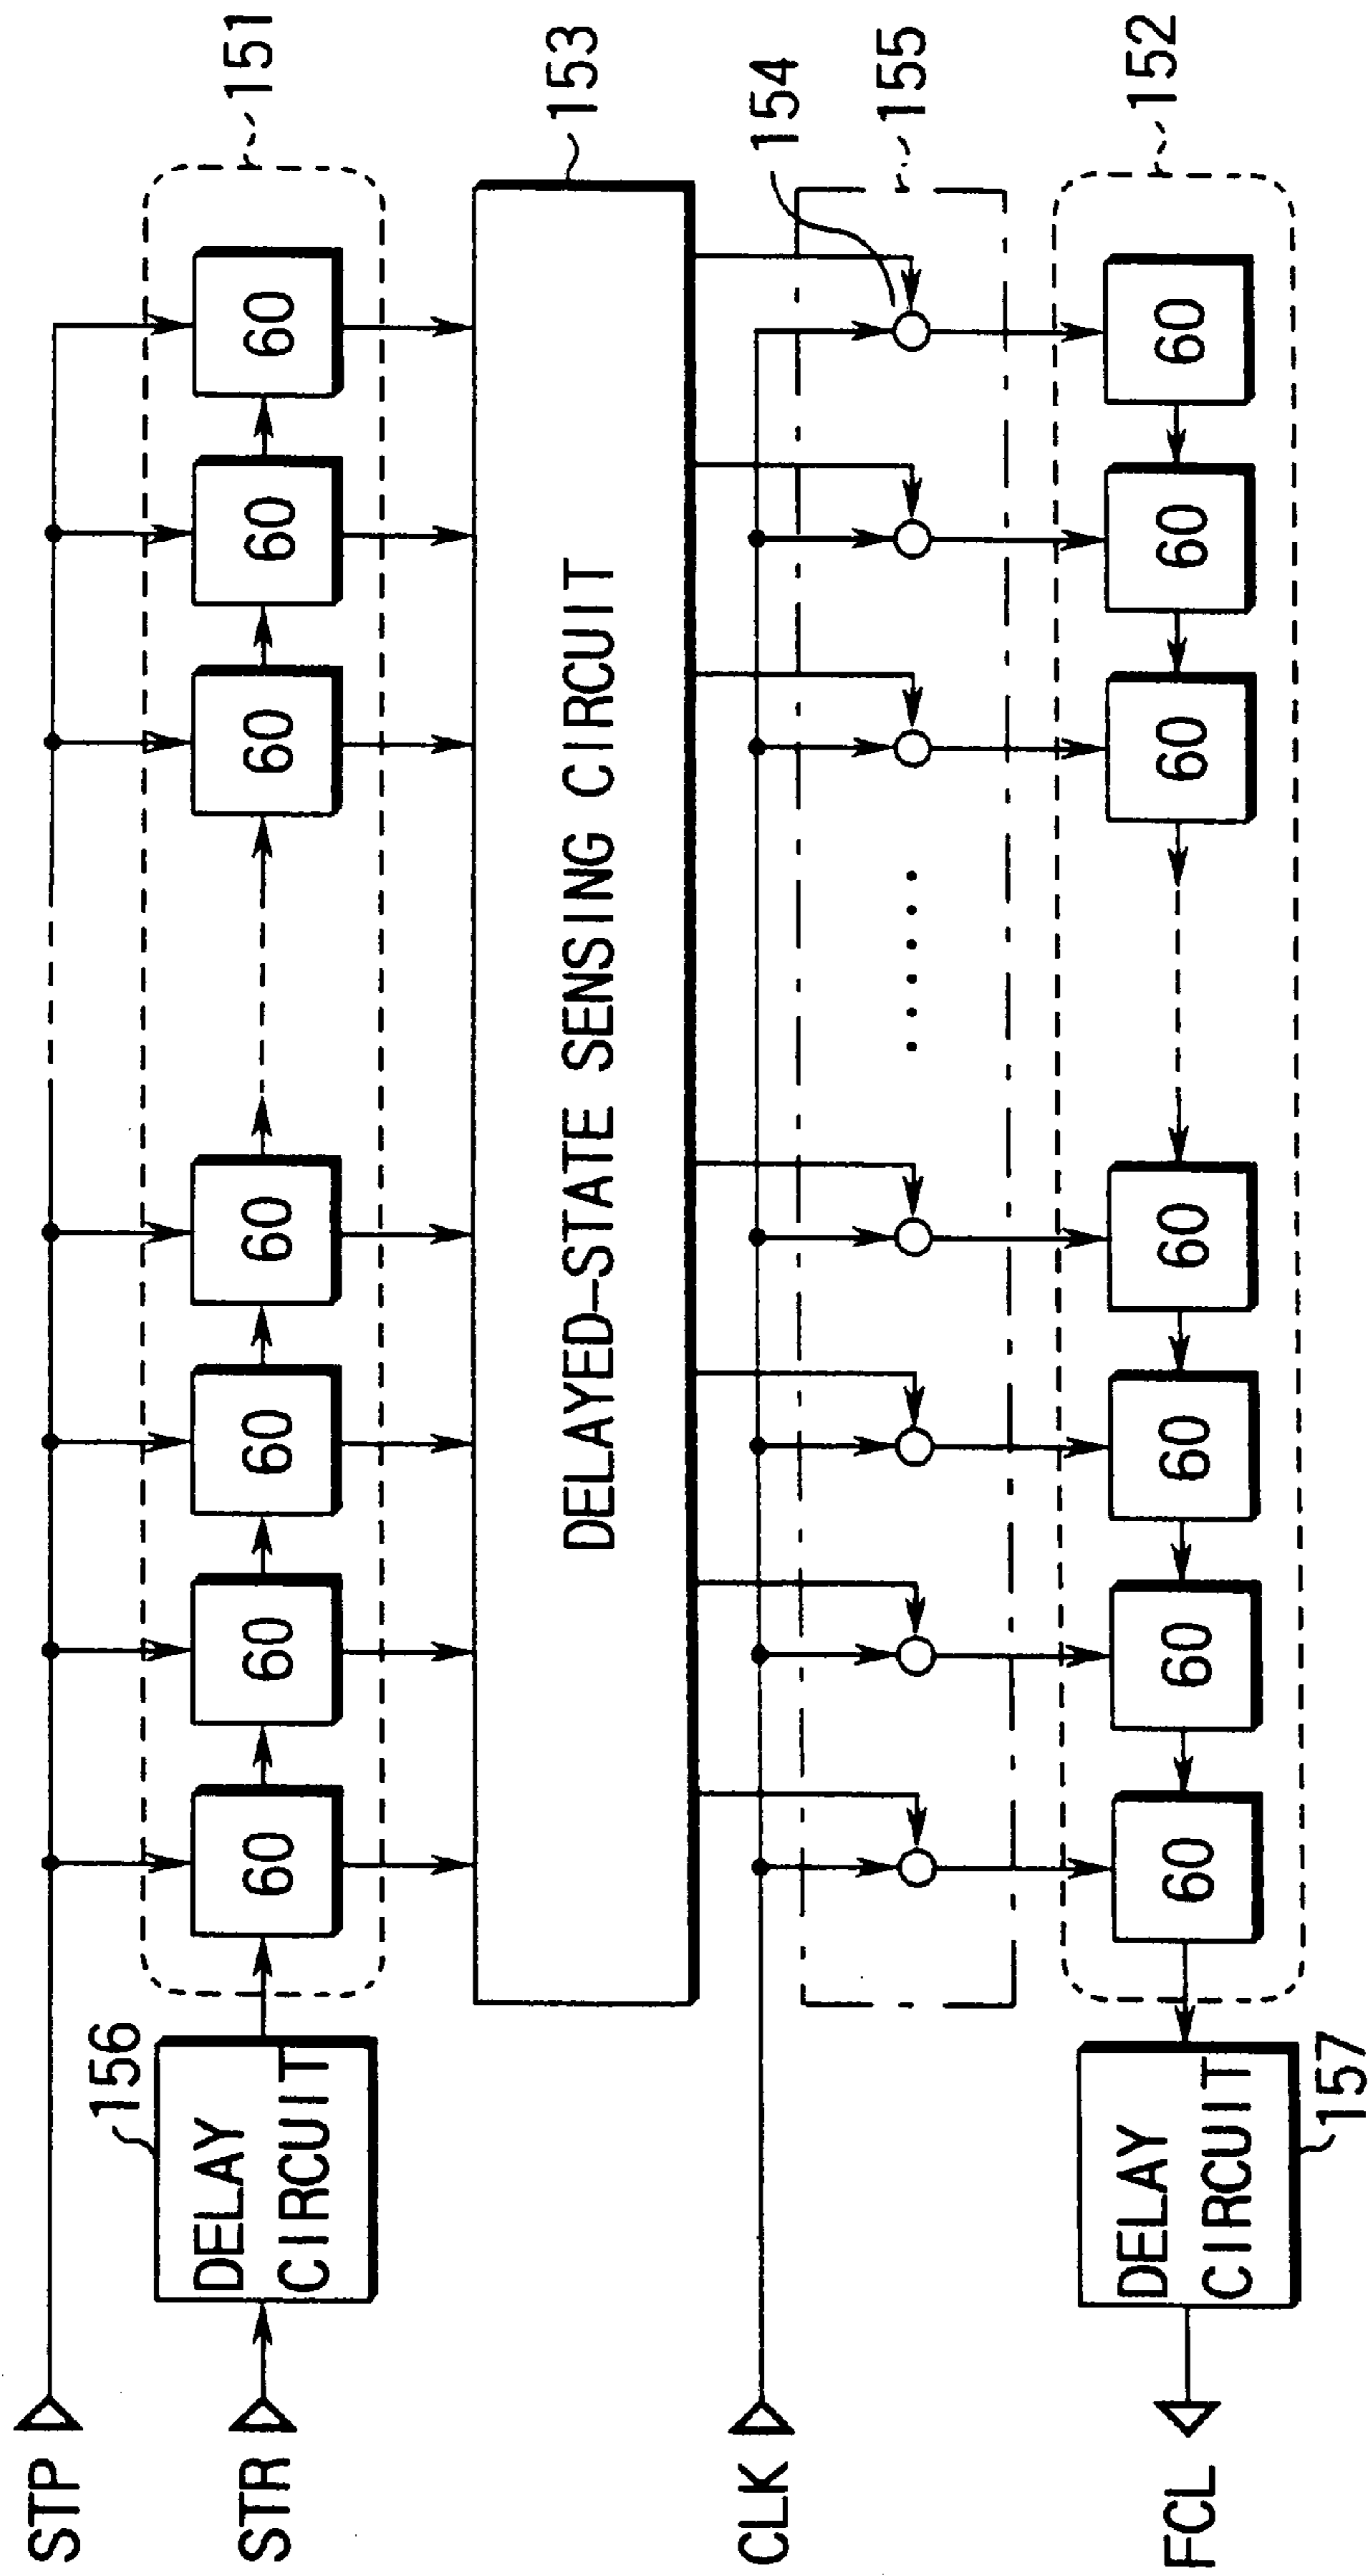 151
153
154
155
152
STP
60 60 60 60 60 60 60
156
STR
DELAY
CIRCUIT
DELAYED-STATE SENSING CIRCUIT
CLK
60 60 60 60 60 60 60
FCL
DELAY
CIRCUIT
157